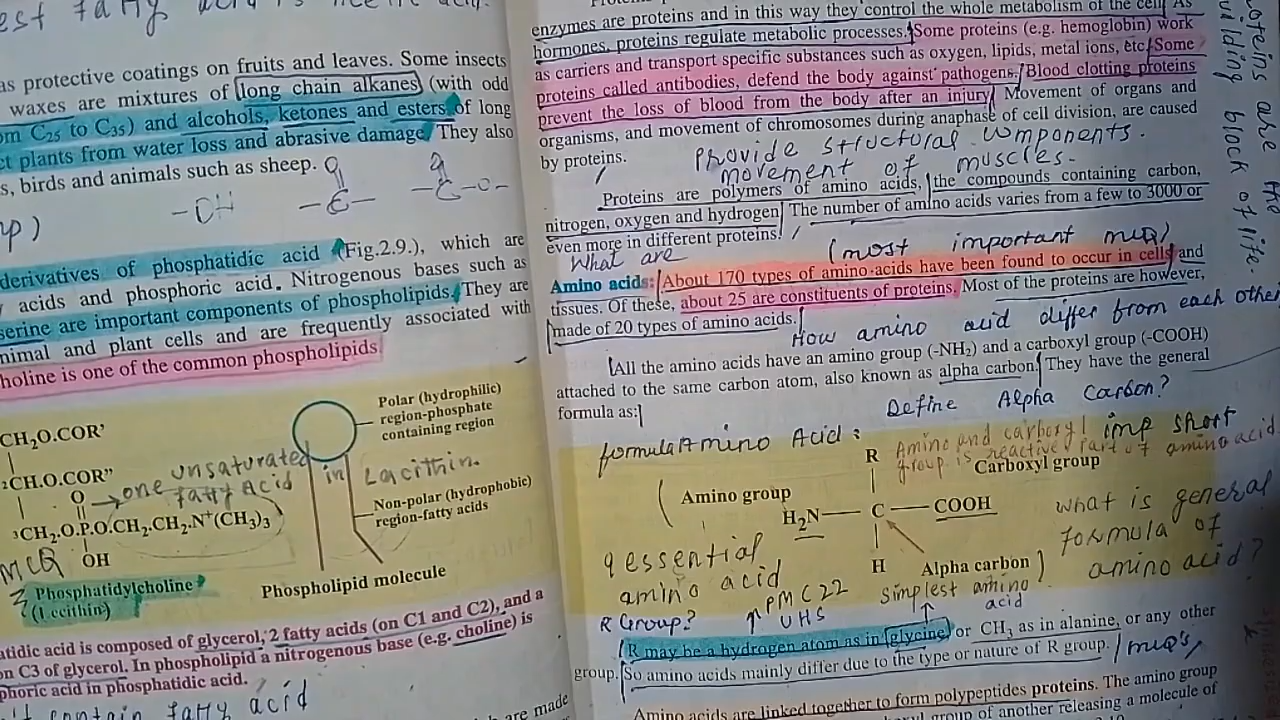 est fatty acid is
as protective coatings on fruits and leaves. Some insects
waxes are mixtures of long chain alkanes (with odd
om C25 to C35) and alcohols, ketones and esters of long
ct plants from water loss and abrasive damage. They also
s, birds and animals such as sheep.
-OH -C- -C-O-
O O
derivatives of phosphatidic acid (Fig.2.9.), which are
acids and phosphoric acid. Nitrogenous bases such as
serine are important components of phospholipids. They are
nimal and plant cells and are frequently associated with
holine is one of the common phospholipids.
CH₂O.COR’
²CH.O.COR”
O → one unsaturated
fatty Acid
³CH₂.O.P.O.CH₂.CH₂.N⁺(CH₃)₃
OH
MCQ
Phosphatidylcholine
(Lecithin)
in Lacithin.
Polar (hydrophilic)
region-phosphate
containing region
Non-polar (hydrophobic)
region-fatty acids
Phospholipid molecule
atidic acid is composed of glycerol, 2 fatty acids (on C1 and C2), and a
on C3 of glycerol. In phospholipid a nitrogenous base (e.g. choline) is
phoric acid in phosphatidic acid.
contain fatty acid
are made
enzymes are proteins and in this way they control the whole metabolism of the cell. As
hormones, proteins regulate metabolic processes. Some proteins (e.g. hemoglobin) work
as carriers and transport specific substances such as oxygen, lipids, metal ions, etc. Some
proteins called antibodies, defend the body against pathogens. Blood clotting proteins
prevent the loss of blood from the body after an injury. Movement of organs and
organisms, and movement of chromosomes during anaphase of cell division, are caused
by proteins.
Provide structural components.
movement of muscles.
Proteins are polymers of amino acids, the compounds containing carbon,
nitrogen, oxygen and hydrogen. The number of amino acids varies from a few to 3000 or
even more in different proteins.
What are (most important mcq)
Amino acids: About 170 types of amino-acids have been found to occur in cells and
tissues. Of these, about 25 are constituents of proteins. Most of the proteins are however,
made of 20 types of amino acids.
How amino acid differ from each other
All the amino acids have an amino group (-NH₂) and a carboxyl group (-COOH)
attached to the same carbon atom, also known as alpha carbon. They have the general
formula as:
Define Alpha Carbon?
formula Amino Acid:
Amino and carboxyl
group is reactive part of amino acid
imp short
R Carboxyl group
Amino group
H₂N — C — COOH
H Alpha carbon
what is general
formula of
amino acid?
9 essential
amino acid
PMC22
UHS
simplest amino
acid
R Group?
R may be a hydrogen atom as in glycine or CH₃ as in alanine, or any other
group. So amino acids mainly differ due to the type or nature of R group. mcq's
Amino acids are linked together to form polypeptides proteins. The amino group
group of another releasing a molecule of
proteins are the
building block of life.